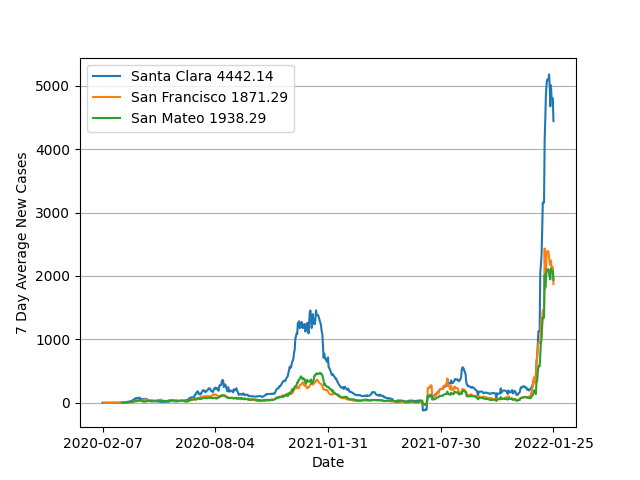 Santa Clara 4442.14
San Francisco 1871.29
San Mateo 1938.29
7 Day Average New Cases
5000
4000
3000
2000
1000
0
2020-02-07
2020-08-04
2021-01-31
2021-07-30
2022-01-25
Date